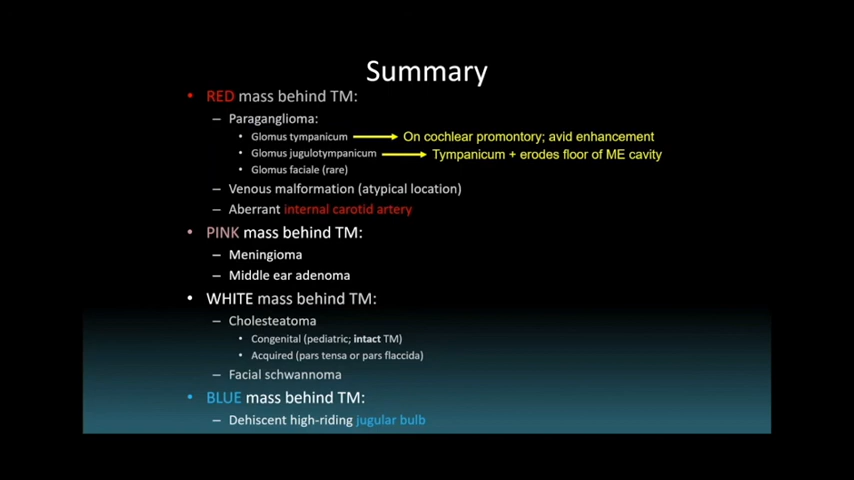 Summary
• RED mass behind TM:
– Paraganglioma:
• Glomus tympanicum → On cochlear promontory; avid enhancement
• Glomus jugulotympanicum → Tympanicum + erodes floor of ME cavity
• Glomus faciale (rare)
– Venous malformation (atypical location)
– Aberrant internal carotid artery
• PINK mass behind TM:
– Meningioma
– Middle ear adenoma
• WHITE mass behind TM:
– Cholesteatoma
• Congenital (pediatric; intact TM)
• Acquired (pars tensa or pars flaccida)
– Facial schwannoma
• BLUE mass behind TM:
– Dehiscent high-riding jugular bulb